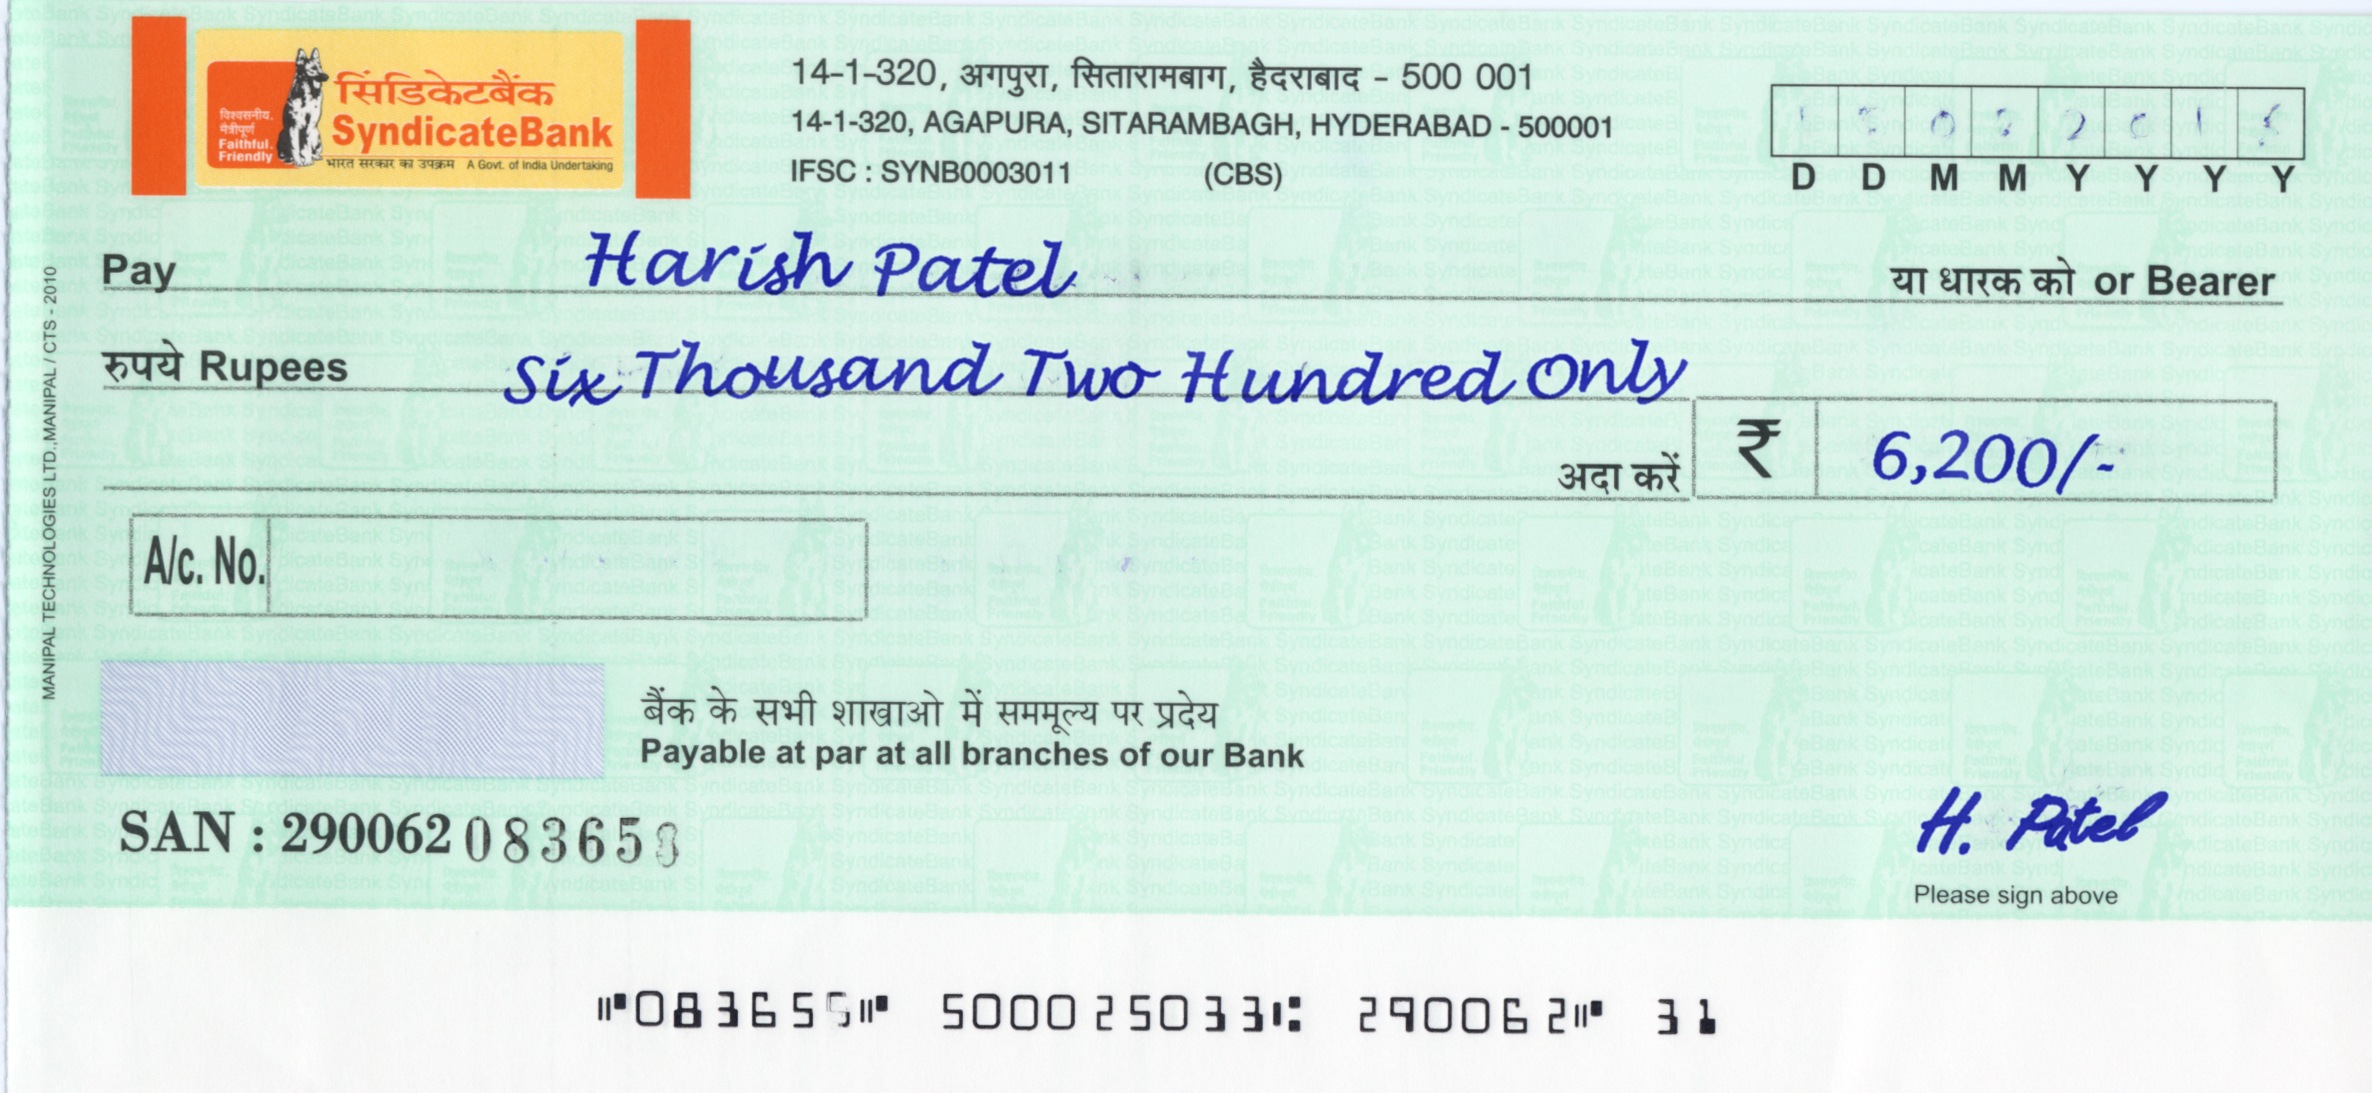 विश्वसनीय.
मैत्रीपूर्ण
Faithful.
Friendly
सिंडिकेटबैंक
SyndicateBank
भारत सरकार का उपक्रम A Govt. of India Undertaking
14-1-320, अगपुरा, सितारामबाग, हैदराबाद - 500 001
14-1-320, AGAPURA, SITARAMBAGH, HYDERABAD - 500001
IFSC : SYNB0003011 (CBS)
D D M M Y Y Y Y
Pay Harish Patel या धारक को or Bearer
रुपये Rupees Six Thousand Two Hundred Only
अदा करें ₹ 6,200/-
A/c. No.
MANIPAL TECHNOLOGIES LTD., MANIPAL / CTS - 2010
बैंक के सभी शाखाओ में सममूल्य पर प्रदेय
Payable at par at all branches of our Bank
SAN : 290062
H. Patel
Please sign above
500025033 290062 31